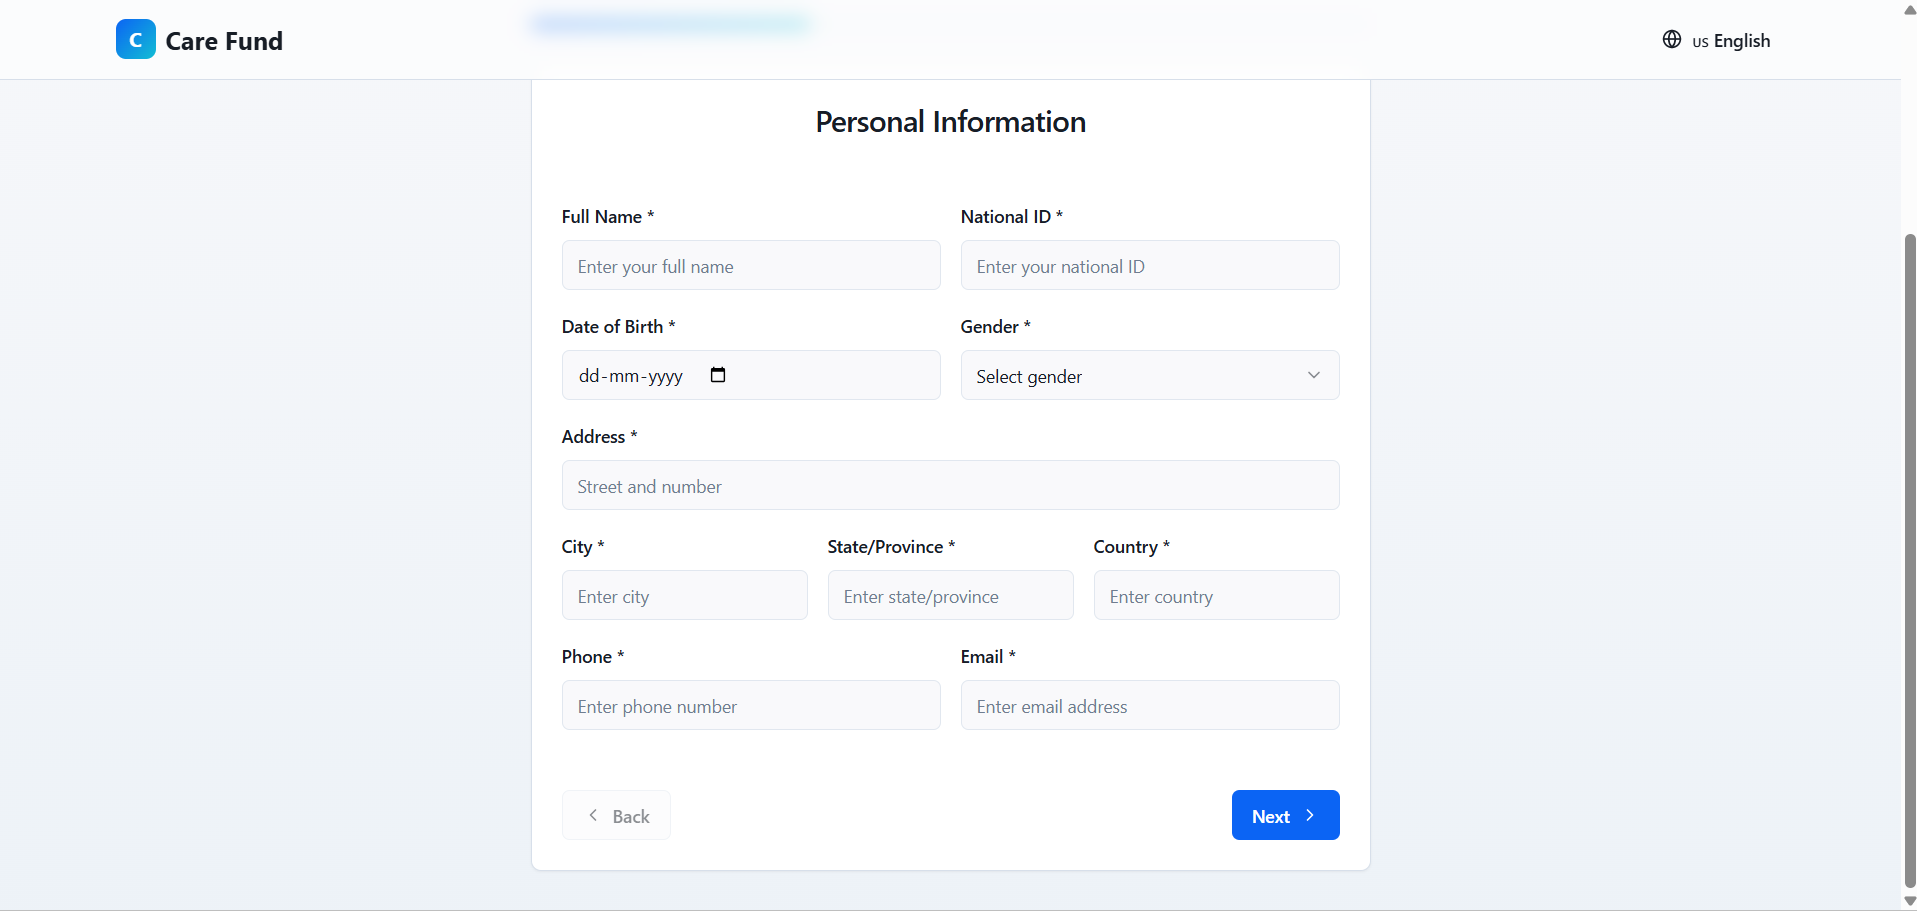 C Care Fund
us English
Personal Information
Full Name * National ID *
Enter your full name Enter your national ID
Date of Birth * Gender *
dd-mm-yyyy Select gender
Address *
Street and number
City * State/Province * Country *
Enter city Enter state/province Enter country
Phone * Email *
Enter phone number Enter email address
Back Next